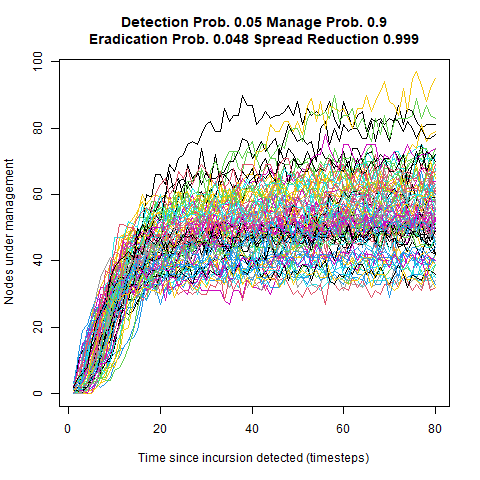 Detection Prob. 0.05 Manage Prob. 0.9
Eradication Prob. 0.048 Spread Reduction 0.999
Nodes under management
100
80
60
40
20
0
0 20 40 60 80
Time since incursion detected (timesteps)